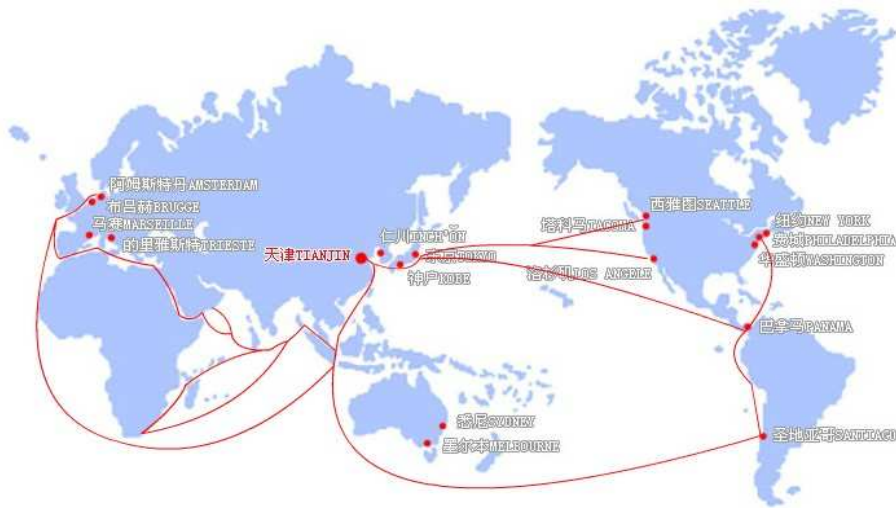 阿姆斯特丹AMSTERDAM
布吕赫BRUGGE
马赛MARSEILLE
的里雅斯特TRIESTE
天津TIANJIN
仁川INCH'ŎN
东京TOKYO
神户KOBE
塔科马TACOMA
西雅图SEATTLE
洛杉矶LOS ANGELE
纽约NEW YORK
费城PHILADELPHIA
华盛顿WASHINGTON
巴拿马PANAMA
悉尼SYDNEY
墨尔本MELBOURNE
圣地亚哥SANTIAGO